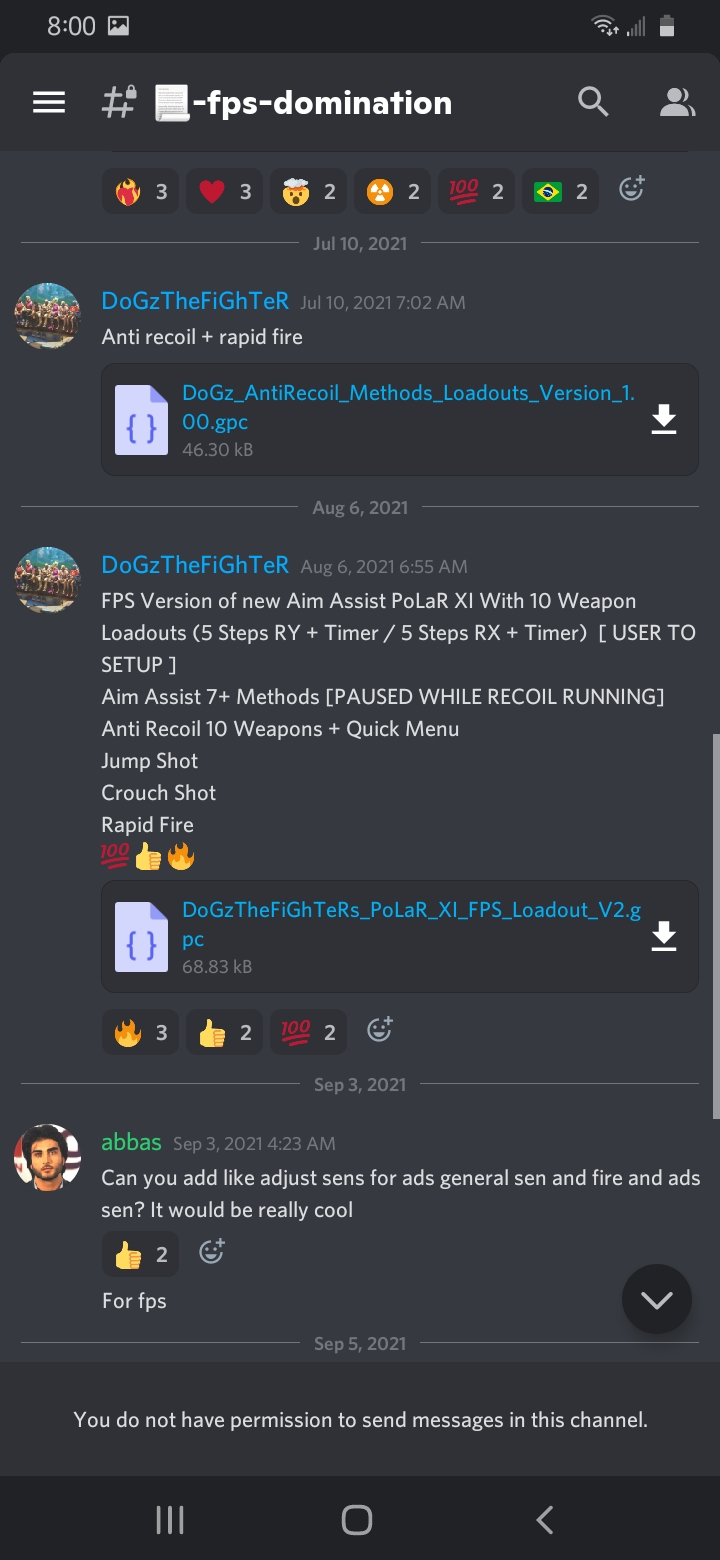 8:00
-fps-domination
3 3 2 2 100 2 2
Jul 10, 2021
DoGzTheFiGhTeR Jul 10, 2021 7:02 AM
Anti recoil + rapid fire
DoGz_AntiRecoil_Methods_Loadouts_Version_1.
00.gpc
46.30 kB
Aug 6, 2021
DoGzTheFiGhTeR Aug 6, 2021 6:55 AM
FPS Version of new Aim Assist PoLaR XI With 10 Weapon
Loadouts (5 Steps RY + Timer / 5 Steps RX + Timer) [ USER TO
SETUP ]
Aim Assist 7+ Methods [PAUSED WHILE RECOIL RUNNING]
Anti Recoil 10 Weapons + Quick Menu
Jump Shot
Crouch Shot
Rapid Fire
100
DoGzTheFiGhTeRs_PoLaR_XI_FPS_Loadout_V2.g
pc
68.83 kB
3 2 100 2
Sep 3, 2021
abbas Sep 3, 2021 4:23 AM
Can you add like adjust sens for ads general sen and fire and ads
sen? It would be really cool
2
For fps
Sep 5, 2021
You do not have permission to send messages in this channel.